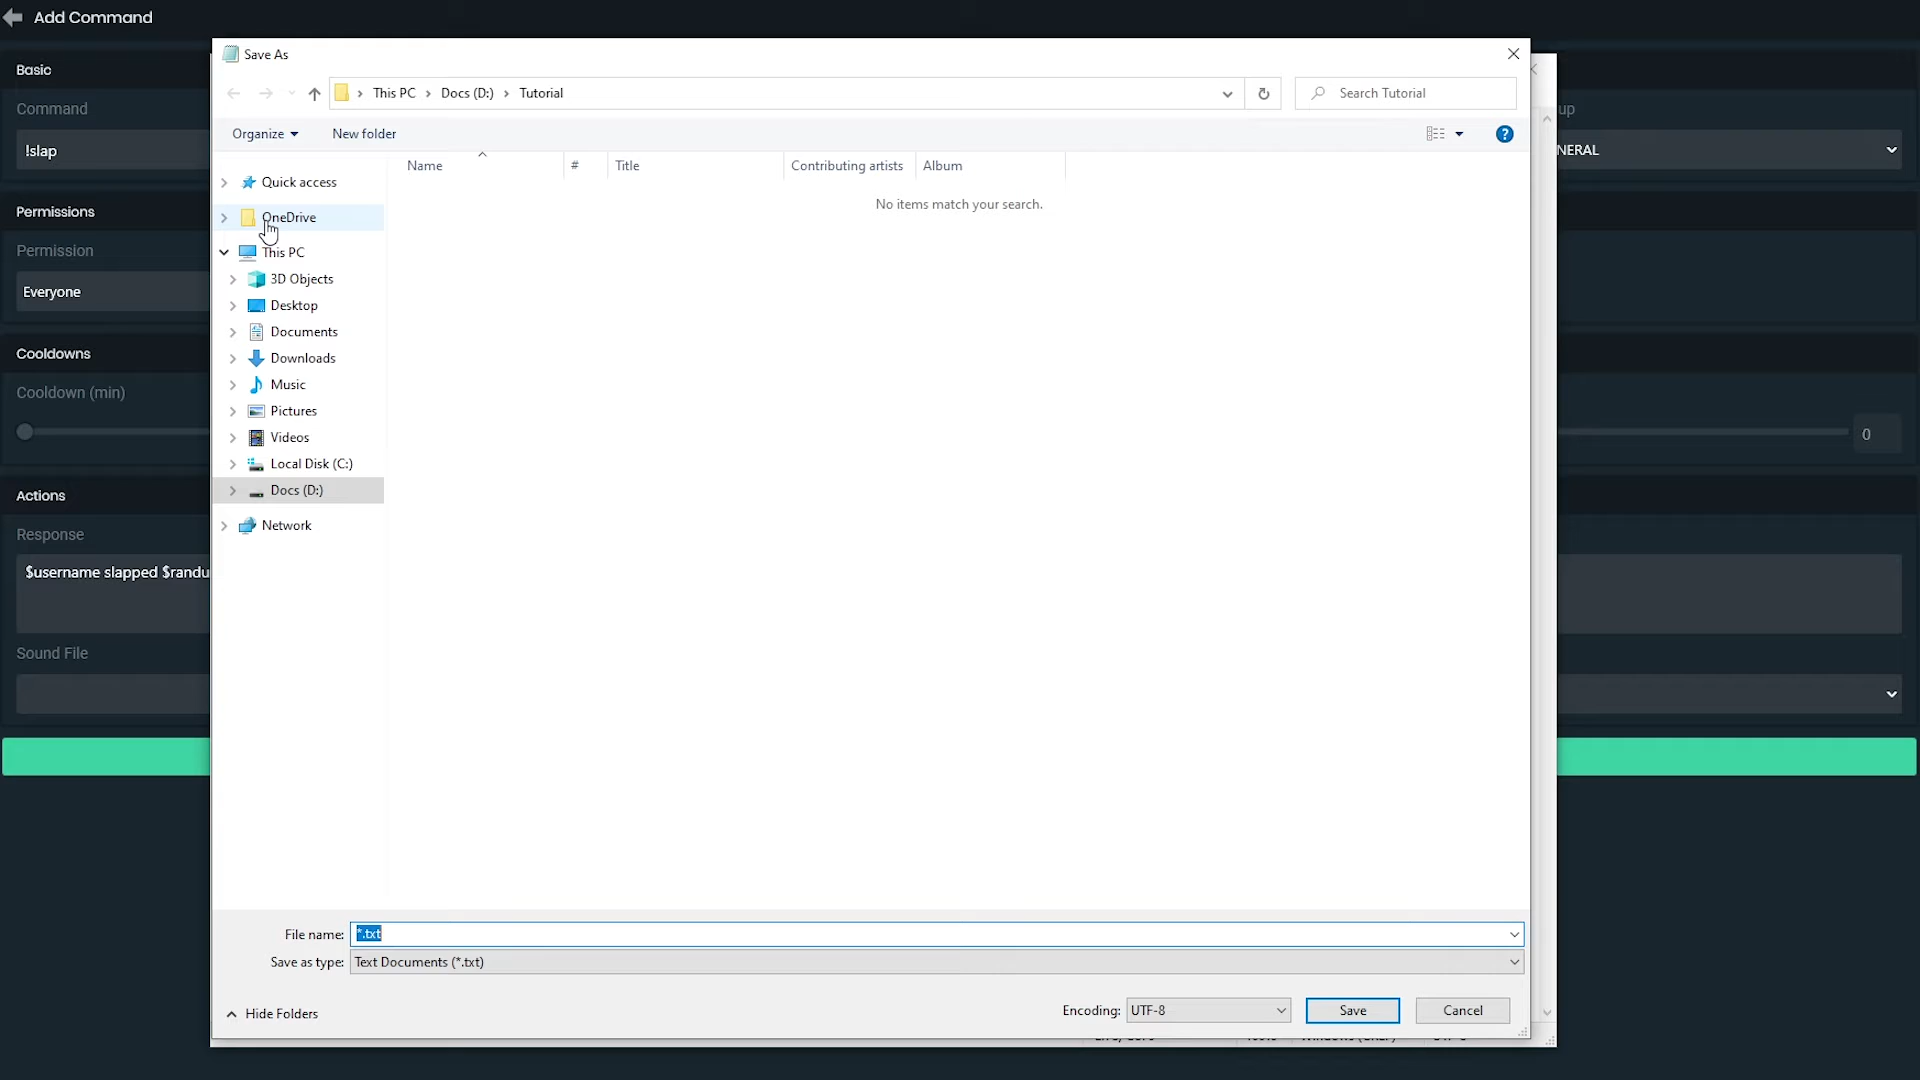 Add Command
Save As
Basic
This PC
Docs (D:)
Tutorial
Search Tutorial
Command
up
Organize
New folder
?
!slap
NERAL
Name
#
Title
Contributing artists
Album
Quick access
No items match your search.
Permissions
OneDrive
Permission
This PC
3D Objects
Everyone
Desktop
Documents
Cooldowns
Downloads
Cooldown (min)
Music
Pictures
Videos
0
Local Disk (C:)
Docs (D:)
Actions
Network
Response
$username slapped $randu
Sound File
File name:
*.txt
Save as type:
Text Documents (*.txt)
Hide Folders
Encoding:
UTF-8
Save
Cancel